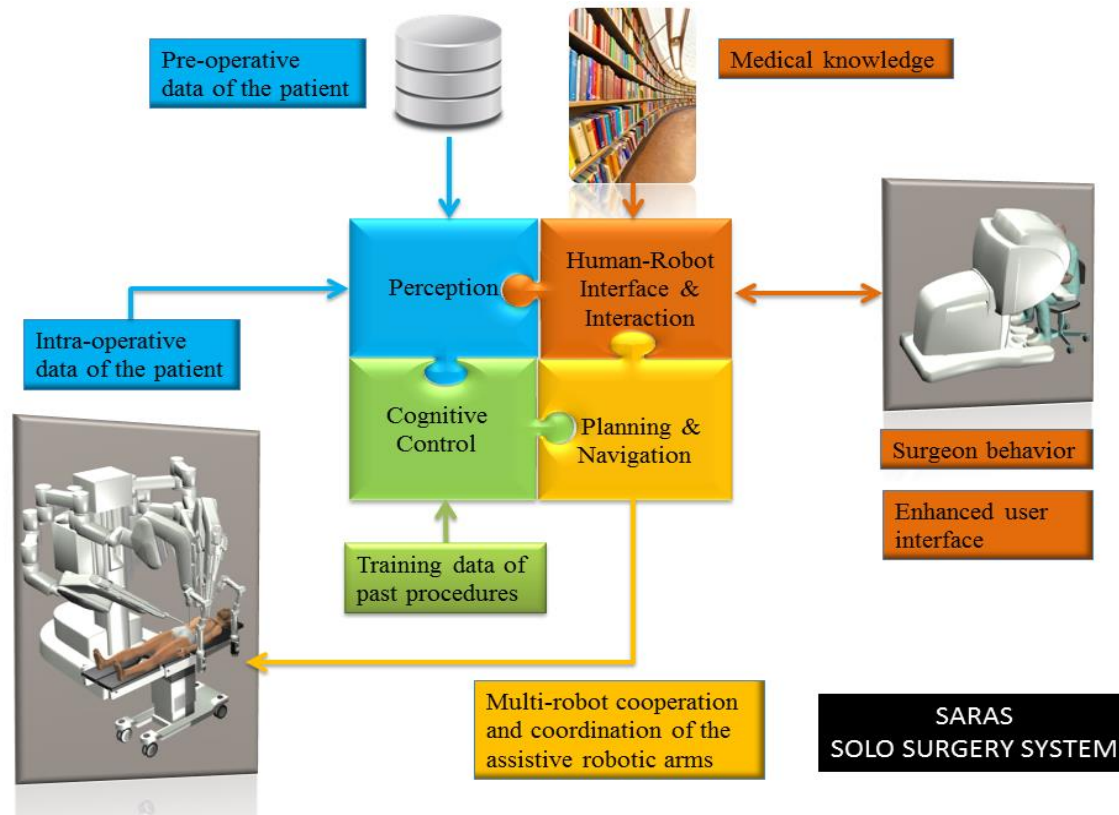 Pre-operative
data of the patient
Medical knowledge
Perception
Human-Robot
Interface &
Interaction
Intra-operative
data of the patient
Cognitive
Control
Planning &
Navigation
Surgeon behavior
Enhanced user
interface
Training data of
past procedures
Multi-robot cooperation
and coordination of the
assistive robotic arms
SARAS
SOLO SURGERY SYSTEM